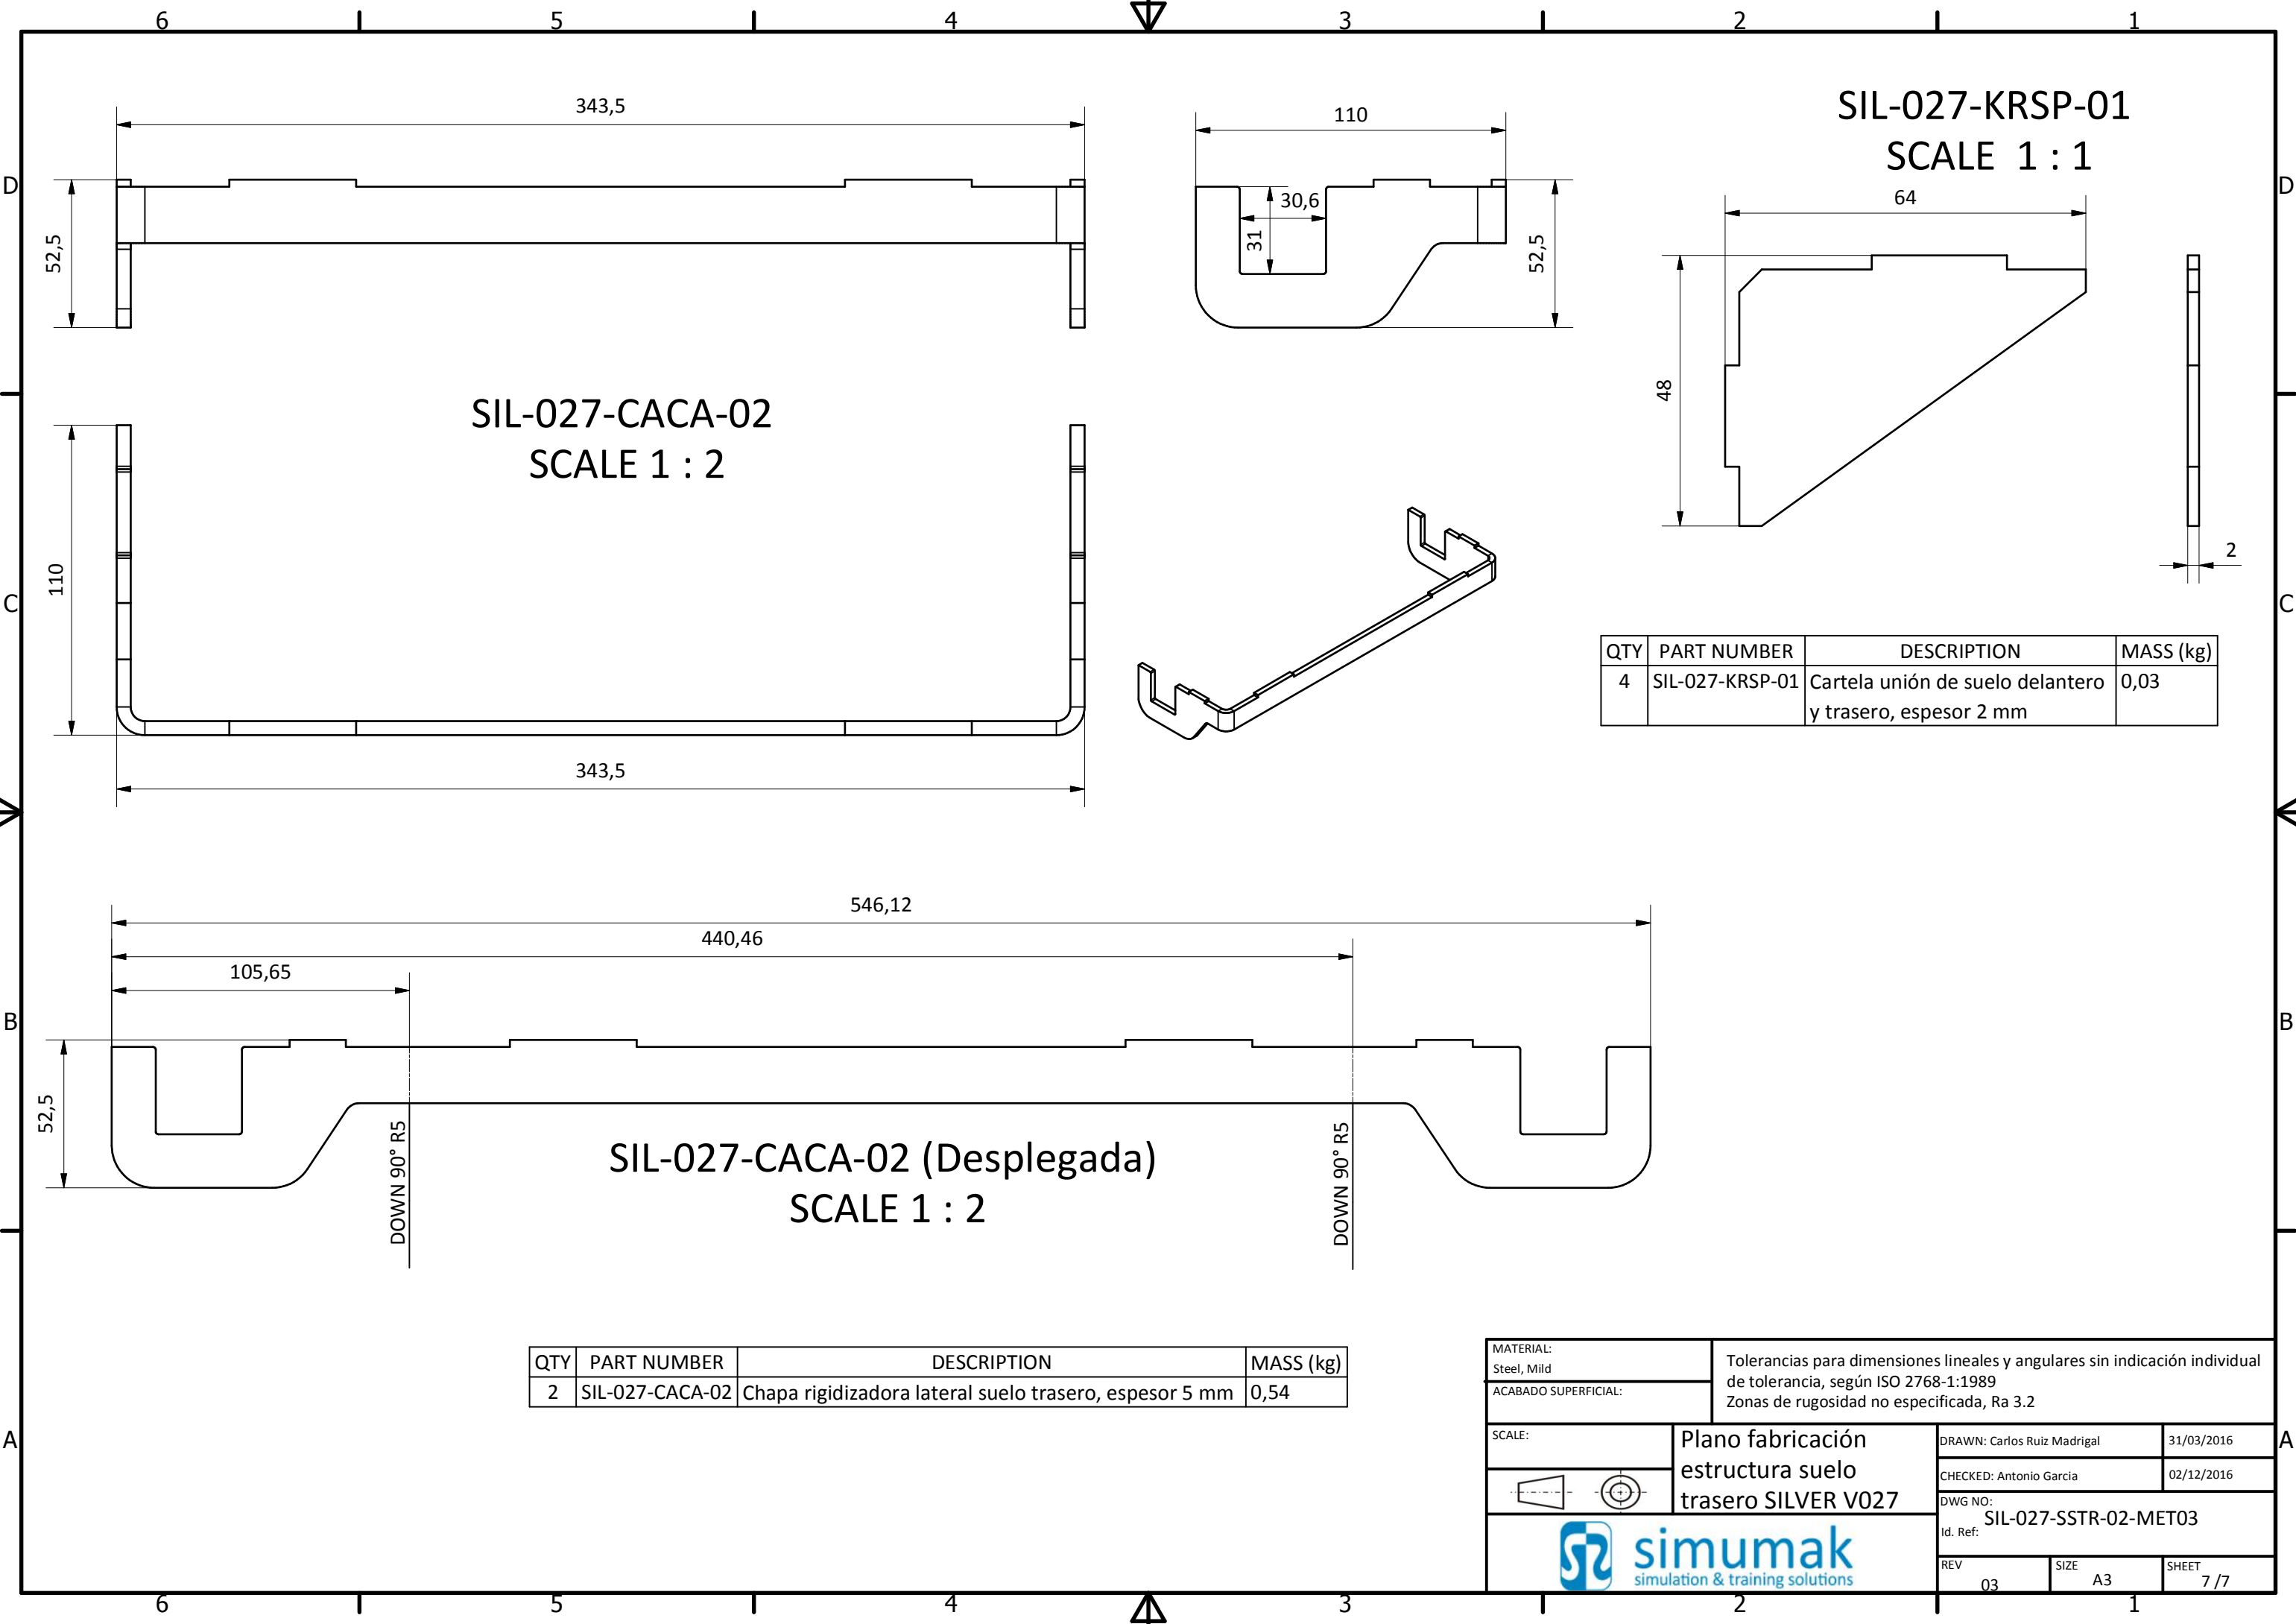 6 5 4 3 2 1
D
D
C
C
B
B
A
A
343,5
52,5
110
30,6
31
52,5
SIL-027-KRSP-01
SCALE 1 : 1
64
48
2
SIL-027-CACA-02
SCALE 1 : 2
110
343,5
QTY PART NUMBER DESCRIPTION MASS (kg)
4 SIL-027-KRSP-01 Cartela unión de suelo delantero 0,03
y trasero, espesor 2 mm
546,12
440,46
105,65
52,5
DOWN 90° R5
DOWN 90° R5
SIL-027-CACA-02 (Desplegada)
SCALE 1 : 2
QTY PART NUMBER DESCRIPTION MASS (kg)
2 SIL-027-CACA-02 Chapa rigidizadora lateral suelo trasero, espesor 5 mm 0,54
MATERIAL:
Steel, Mild
ACABADO SUPERFICIAL:
Tolerancias para dimensiones lineales y angulares sin indicación individual
de tolerancia, según ISO 2768-1:1989
Zonas de rugosidad no especificada, Ra 3.2
SCALE:
Plano fabricación
estructura suelo
trasero SILVER V027
DRAWN: Carlos Ruiz Madrigal 31/03/2016
CHECKED: Antonio Garcia 02/12/2016
DWG NO:
SIL-027-SSTR-02-MET03
Id. Ref:
REV
03
SIZE
A3
SHEET
7 /7
simumak
simulation & training solutions
6 5 4 3 2 1